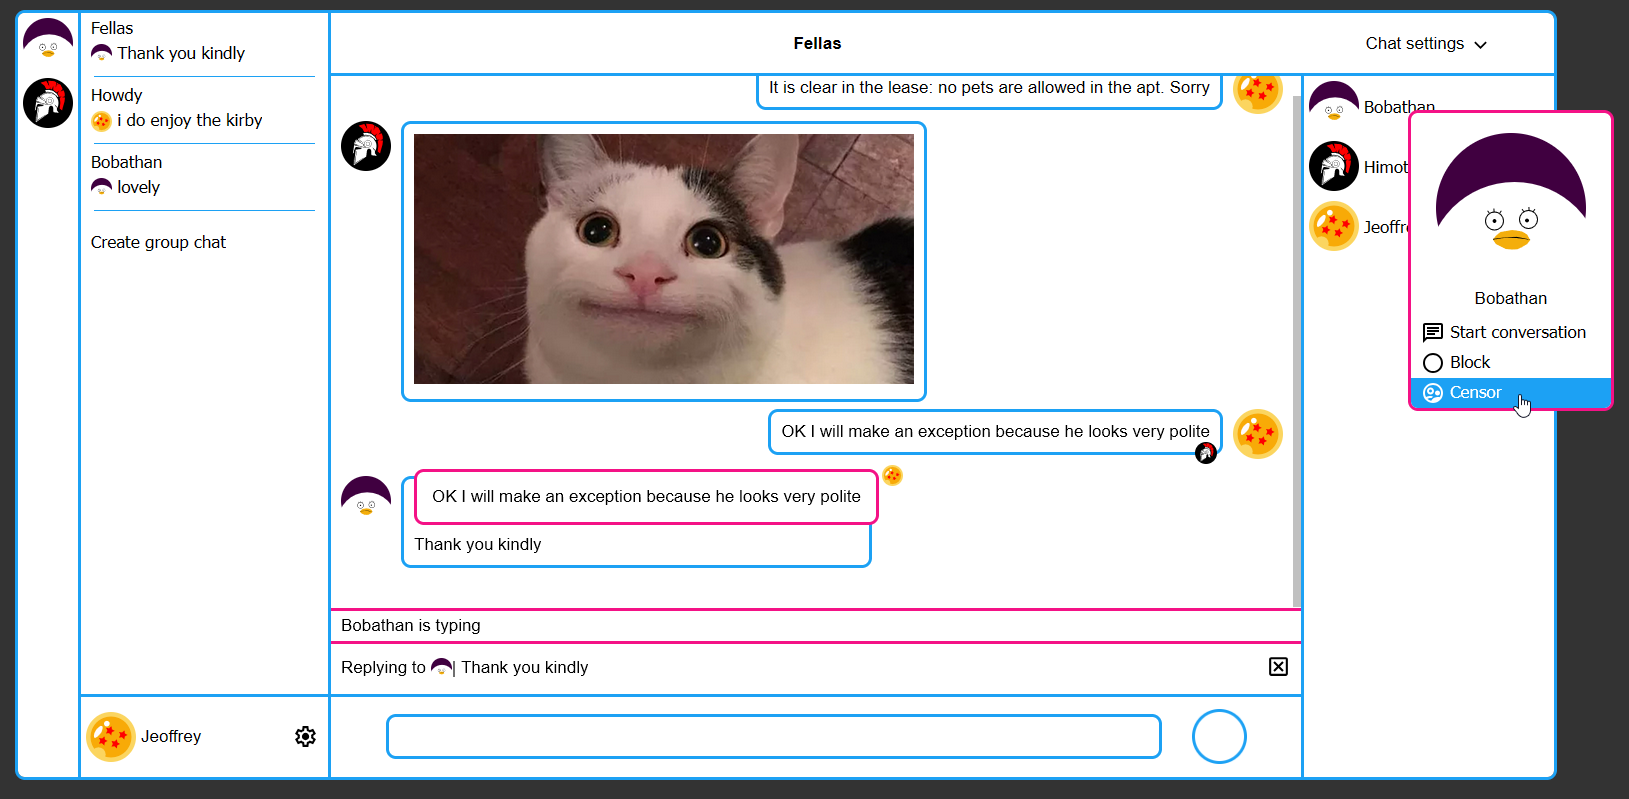 Fellas
Thank you kindly
Howdy
i do enjoy the kirby
Bobathan
lovely
Create group chat
Jeoffrey
Fellas
Chat settings
It is clear in the lease: no pets are allowed in the apt. Sorry
OK I will make an exception because he looks very polite
OK I will make an exception because he looks very polite
Thank you kindly
Bobathan is typing
Replying to | Thank you kindly
Bobathan
Himot
Jeoffr
Bobathan
Start conversation
Block
Censor